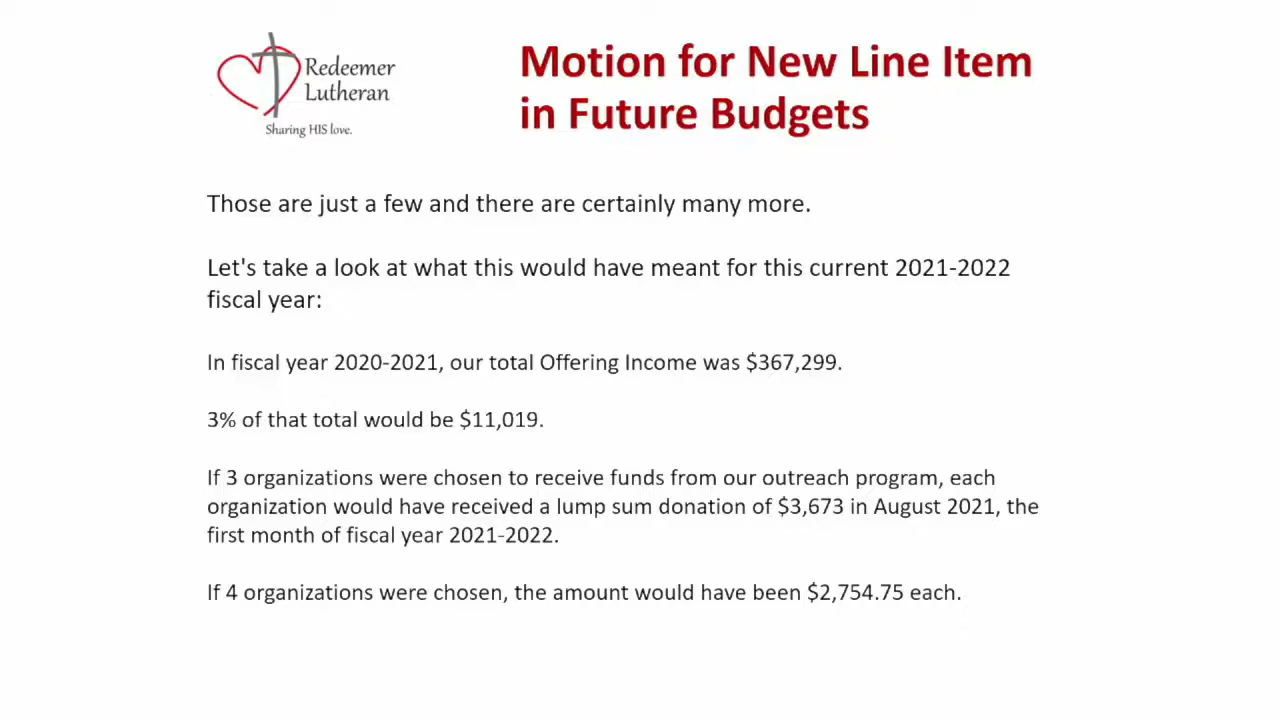 Redeemer
Lutheran
Sharing HIS love.
Motion for New Line Item
in Future Budgets
Those are just a few and there are certainly many more.
Let's take a look at what this would have meant for this current 2021-2022
fiscal year:
In fiscal year 2020-2021, our total Offering Income was $367,299.
3% of that total would be $11,019.
If 3 organizations were chosen to receive funds from our outreach program, each
organization would have received a lump sum donation of $3,673 in August 2021, the
first month of fiscal year 2021-2022.
If 4 organizations were chosen, the amount would have been $2,754.75 each.